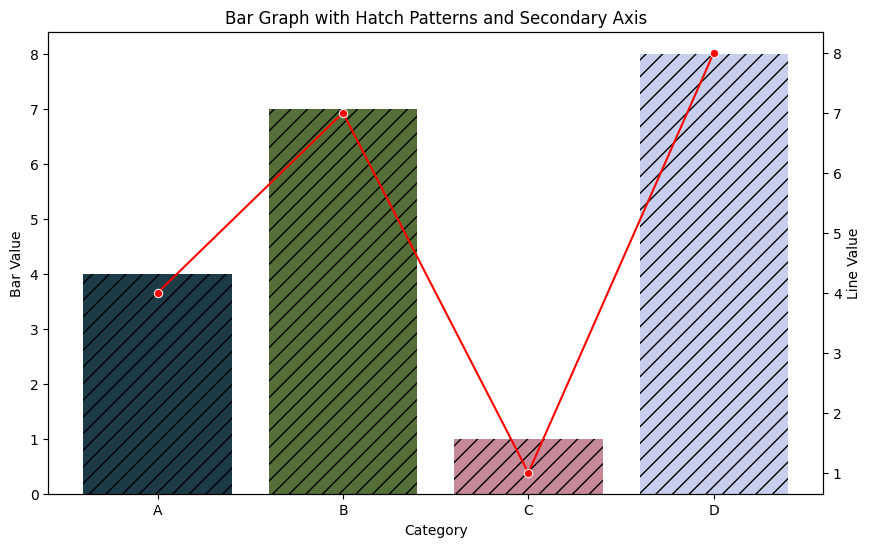 Bar Graph with Hatch Patterns and Secondary Axis
8
7
6
5
4
3
2
1
0
Bar Value
A
B
C
D
Category
8
7
6
5
4
3
2
1
Line Value